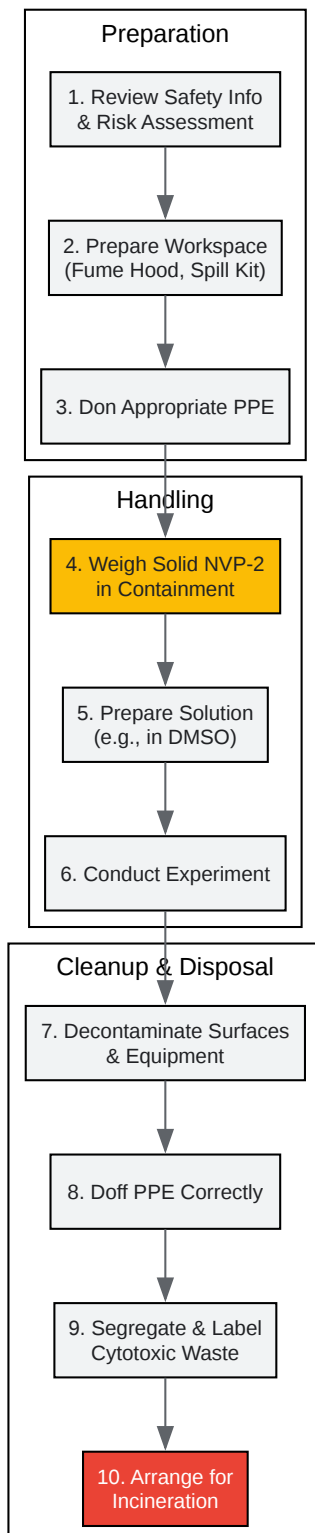 Preparation
1. Review Safety Info
& Risk Assessment
2. Prepare Workspace
(Fume Hood, Spill Kit)
3. Don Appropriate PPE
Handling
4. Weigh Solid NVP-2
in Containment
5. Prepare Solution
(e.g., in DMSO)
6. Conduct Experiment
Cleanup & Disposal
7. Decontaminate Surfaces
& Equipment
8. Doff PPE Correctly
9. Segregate & Label
Cytotoxic Waste
10. Arrange for
Incineration